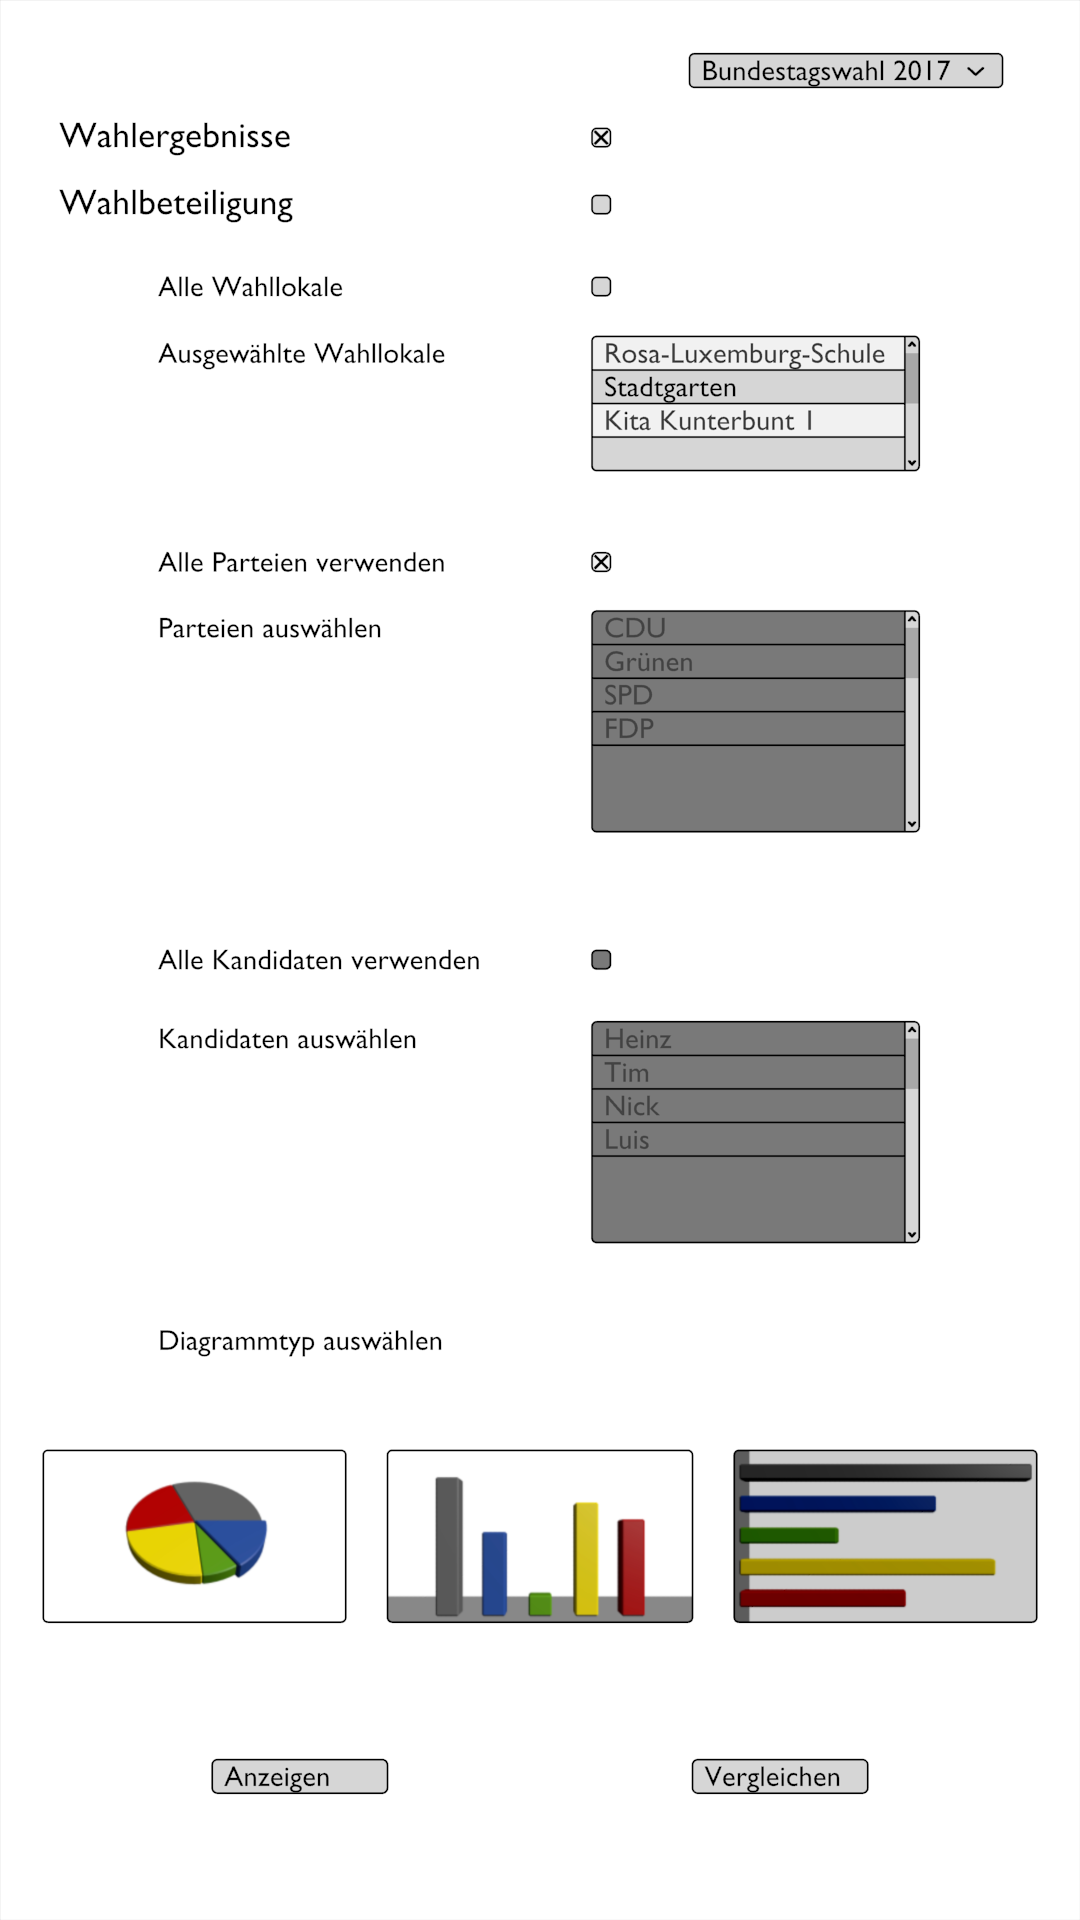 Bundestagswahl 2017
Wahlergebnisse
Wahlbeteiligung
Alle Wahllokale
Ausgewählte Wahllokale
Rosa-Luxemburg-Schule
Stadtgarten
Kita Kunterbunt 1
Alle Parteien verwenden
Parteien auswählen
CDU
Grünen
SPD
FDP
Alle Kandidaten verwenden
Kandidaten auswählen
Heinz
Tim
Nick
Luis
Diagrammtyp auswählen
Anzeigen
Vergleichen